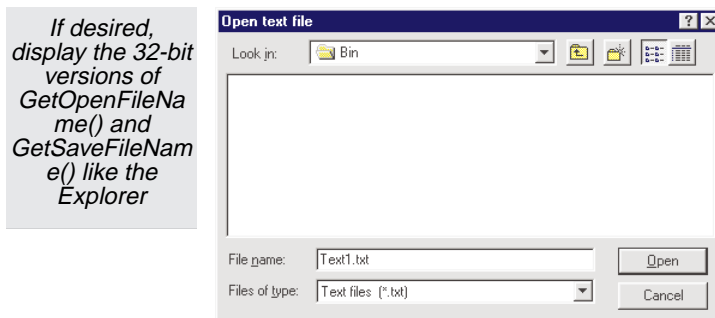 If desired,
display the 32-bit
versions of
GetOpenFileNa
me() and
GetSaveFileNam
e() like the
Explorer
Open text file
Look in:
Bin
File name:
Text1.txt
Open
Files of type:
Text files (*.txt)
Cancel